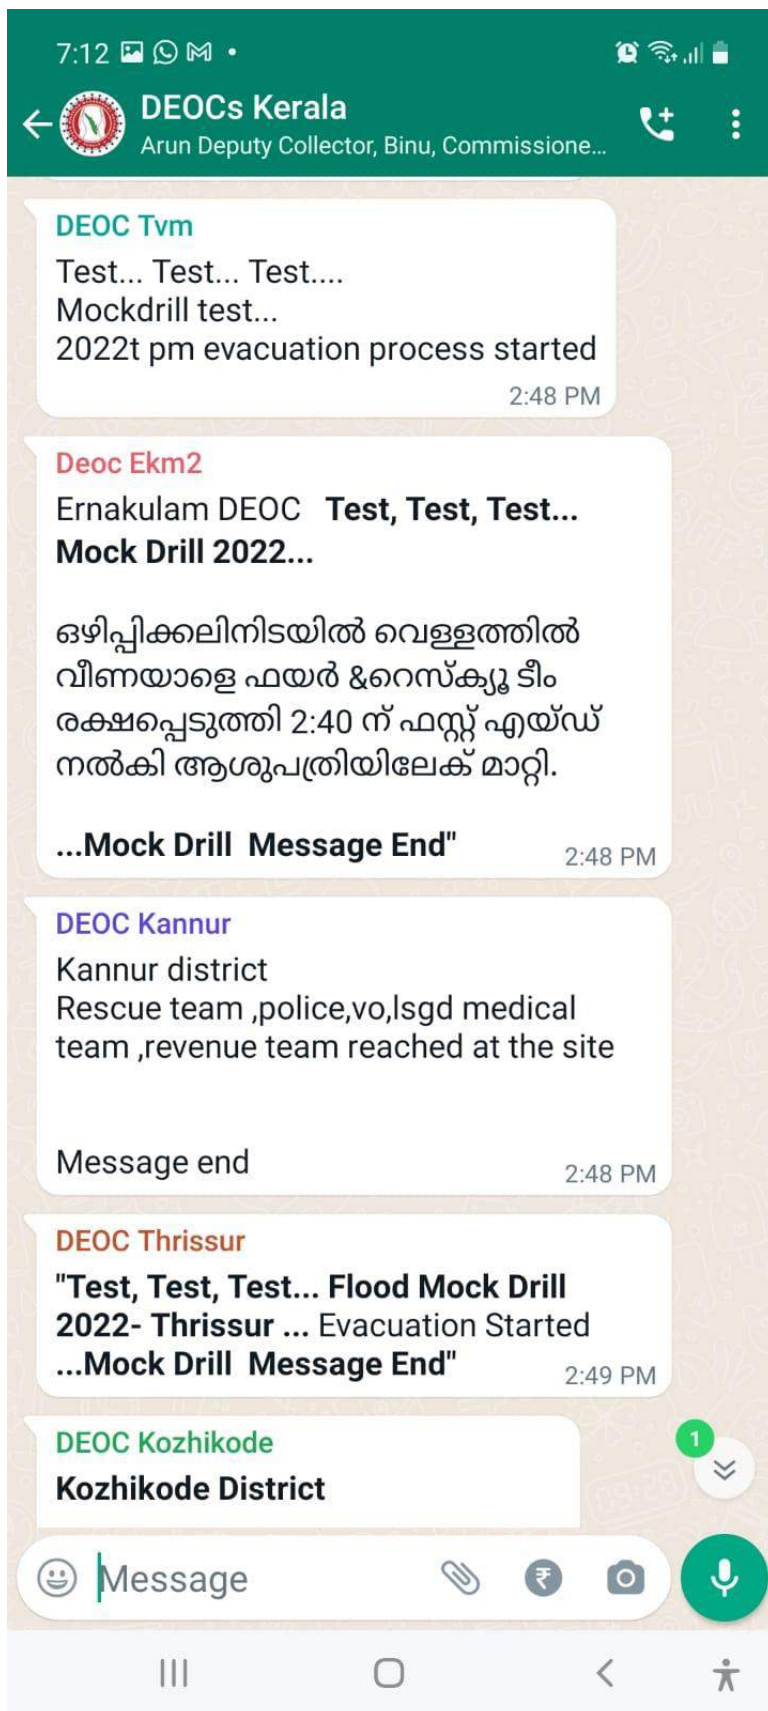 7:12
DEOCs Kerala
Arun Deputy Collector, Binu, Commissione...
DEOC Tvm
Test... Test... Test....
Mockdrill test...
2022t pm evacuation process started
2:48 PM
Deoc Ekm2
Ernakulam DEOC Test, Test, Test...
Mock Drill 2022...
ഒഴിപ്പിക്കലിനിടയിൽ വെള്ളത്തിൽ
വീണയാളെ ഫയർ &റെസ്ക്യൂ ടീം
രക്ഷപ്പെടുത്തി 2:40 ന് ഫസ്റ്റ് എയ്ഡ്
നൽകി ആശുപത്രിയിലേക് മാറ്റി.
...Mock Drill Message End"
2:48 PM
DEOC Kannur
Kannur district
Rescue team ,police,vo,lsgd medical
team ,revenue team reached at the site
Message end
2:48 PM
DEOC Thrissur
"Test, Test, Test... Flood Mock Drill
2022- Thrissur ... Evacuation Started
...Mock Drill Message End"
2:49 PM
DEOC Kozhikode
Kozhikode District
1
Message